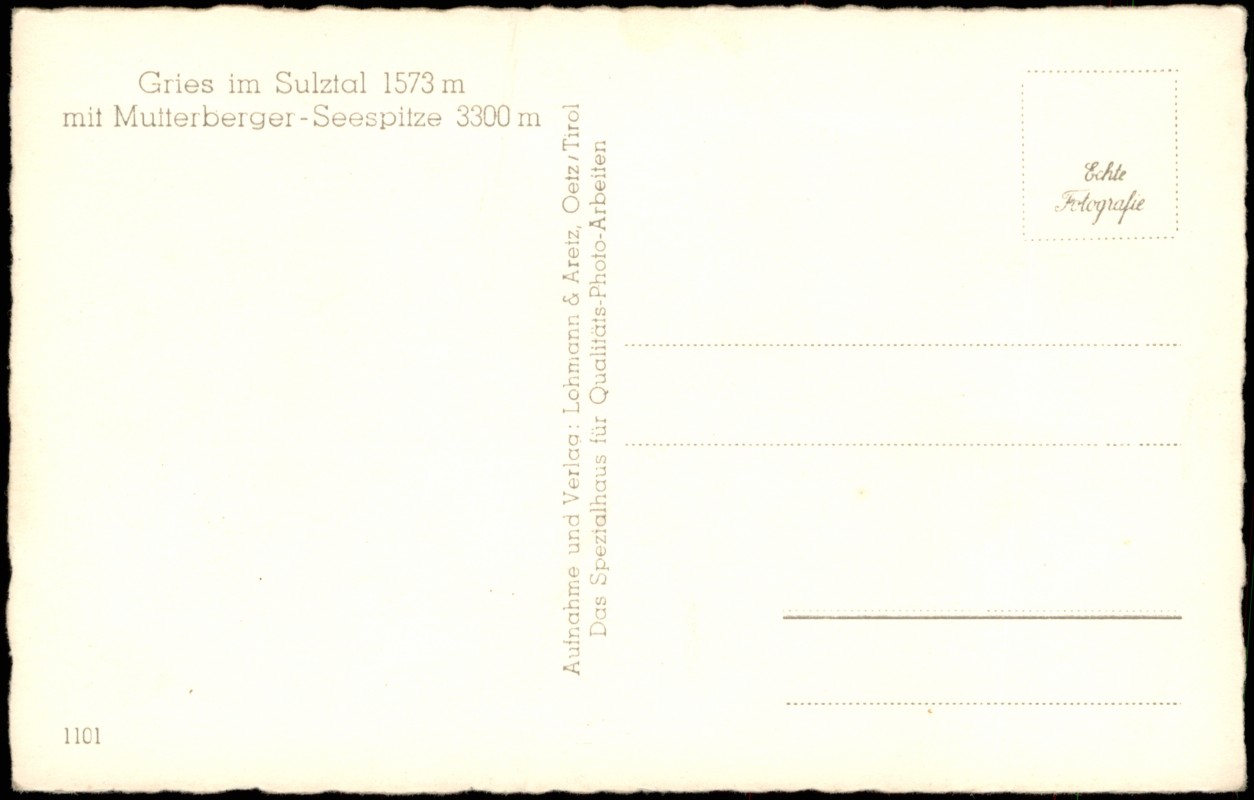 Gries im Sulztal 1573 m
mit Mutterberger-Seespitze 3300 m
Aufnahme und Verlag: Lohmann & Aretz, Oetz/Tirol
Das Spezialhaus für Qualitäts-Photo-Arbeiten
Echte
Fotografie
1101